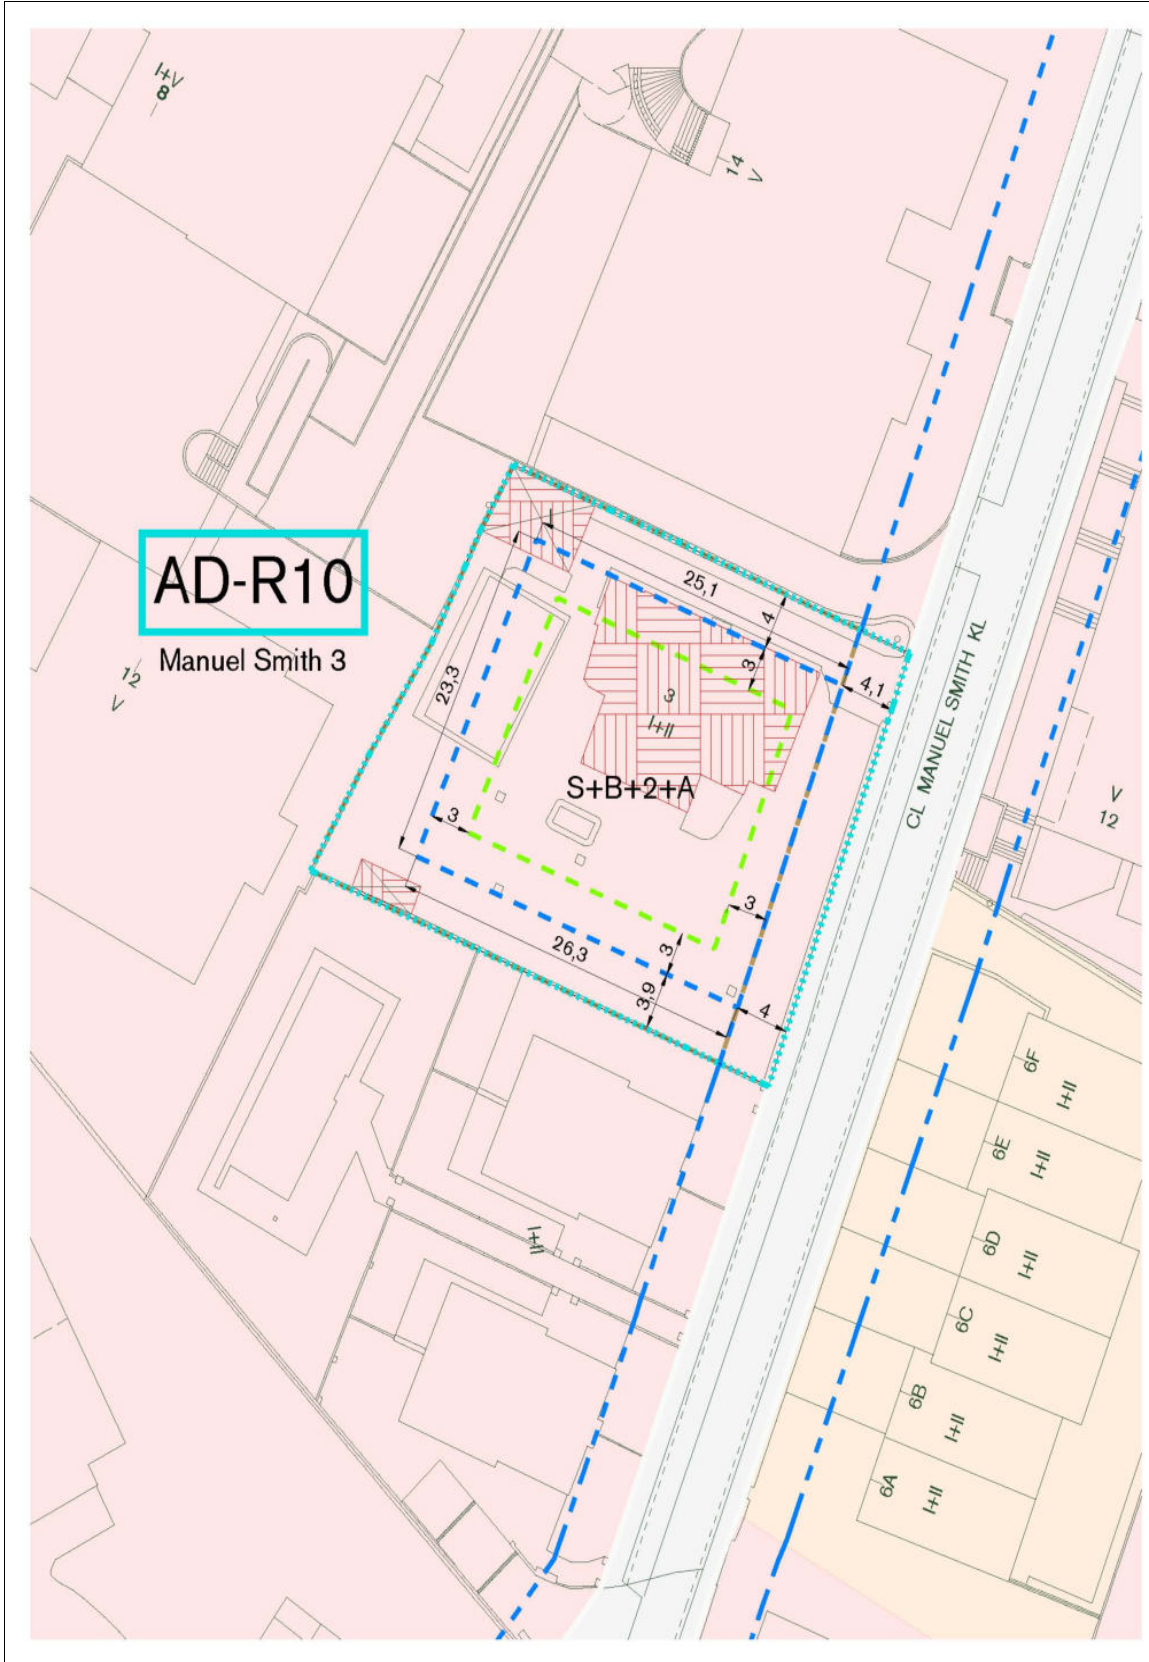 I+V
8
14
V
AD-R10
Manuel Smith 3
12
V
25,1
4
3
4,1
23,3
3
I+II
S+B+2+A
3
CL MANUEL SMITH KL
V
12
3
26,3
3
3,9
4
6F
I+II
6E
I+II
6D
I+II
I+II
6C
I+II
6B
I+II
6A
I+II